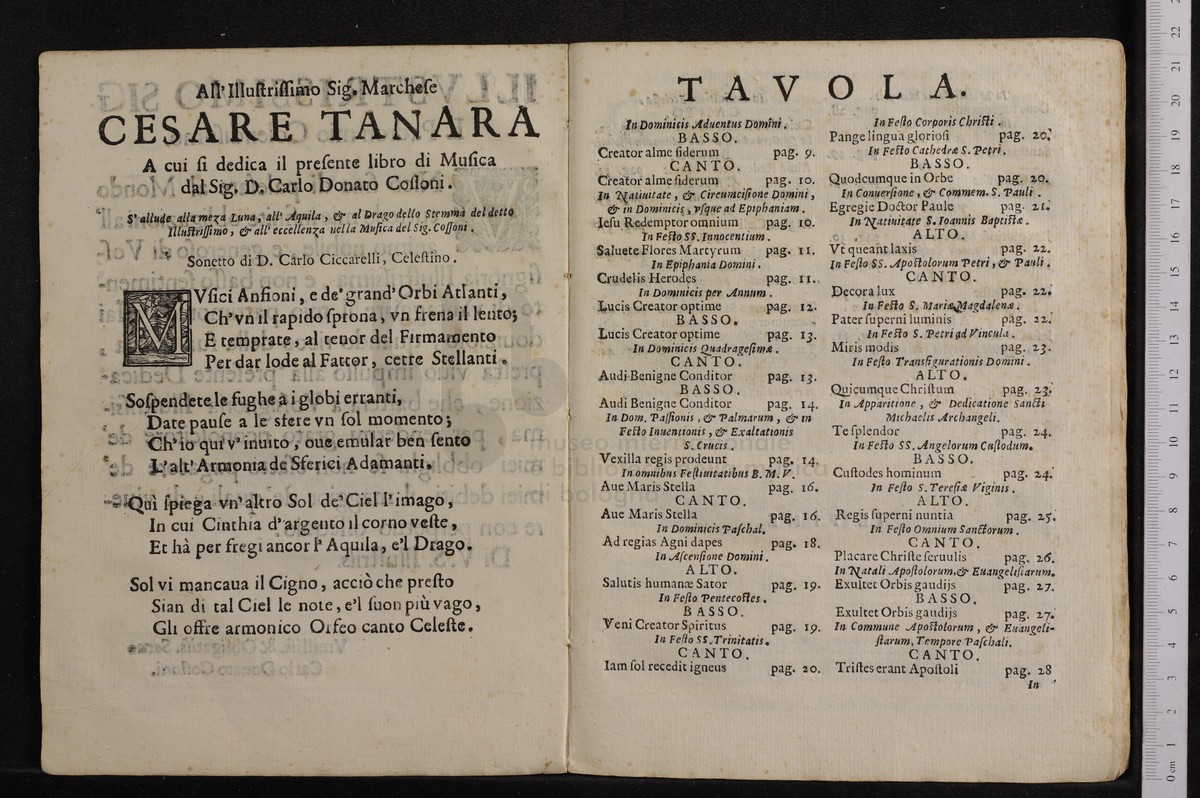 All' Illustrissimo Sig. Marchese
CESARE TANARA
A cui si dedica il presente libro di Musica
dal Sig. D. Carlo Donato Cossoni.
S' allude alla meza Luna, all' Aquila, & al Drago dello Stemma del detto
Illustrissimo, & all' eccellenza nella Musica del Sig. Cossoni.
Sonetto di D. Carlo Ciccarelli, Celestino.
MVsici Anfioni, e de' grand' Orbi Atlanti,
Ch' vn il rapido sprona, vn frena il lento;
E temprate, al tenor del Firmamento
Per dar lode al Fattor, cetre Stellanti.
Sospendete le fughe à i globi erranti,
Date pause a le sfere vn sol momento;
Ch' io qui v' inuito, oue emular ben sento
L' alt' Armonia de Sferici Adamanti.
Quì spiega vn' altro Sol de' Ciel l' imago,
In cui Cinthia d' argento il corno veste,
Et hà per fregi ancor l' Aquila, e'l Drago.
Sol vi mancaua il Cigno, acciò che presto
Sian di tal Ciel le note, e'l suon più vago,
Gli offre armonico Orfeo canto Celeste.
TAVOLA.
In Dominicis Aduentus Domini.
BASSO.
Creator alme siderum pag. 9.
CANTO.
Creator alme siderum pag. 10.
In Natiuitate, & Circumcisione Domini,
& in Dominicis, vsque ad Epiphaniam.
Iesu Redemptor omnium pag. 10.
In Festo SS. Innocentium.
Saluete Flores Martyrum pag. 11.
In Epiphania Domini.
Crudelis Herodes pag. 11.
In Dominicis per Annum.
Lucis Creator optime pag. 12.
BASSO.
Lucis Creator optime pag. 13.
In Dominicis Quadragesimæ.
CANTO.
Audi Benigne Conditor pag. 13.
BASSO.
Audi Benigne Conditor pag. 14.
In Dom. Passionis, & Palmarum, & in
Festo Inuentionis, & Exaltationis
S. Crucis.
Vexilla regis prodeunt pag. 14.
In omnibus Festiuitatibus B. M. V.
Aue Maris Stella pag. 16.
CANTO.
Aue Maris Stella pag. 16.
In Dominicis Paschal.
Ad regias Agni dapes pag. 18.
In Ascensione Domini.
ALTO.
Salutis humanæ Sator pag. 19.
In Festo Pentecostes.
BASSO.
Veni Creator Spiritus pag. 19.
In Festo SS. Trinitatis.
CANTO.
Iam sol recedit igneus pag. 20.
In Festo Corporis Christi.
Pange lingua gloriosi pag. 20.
In Festo Cathedræ S. Petri.
BASSO.
Quodcumque in Orbe pag. 20.
In Conuersione, & Commem. S. Pauli.
Egregie Doctor Paule pag. 21.
In Natiuitate S. Ioannis Baptistæ.
ALTO.
Vt queant laxis pag. 22.
In Festo SS. Apostolorum Petri, & Pauli.
CANTO.
Decora lux pag. 22.
In Festo S. Mariæ Magdalenæ.
Pater superni luminis pag. 22.
In Festo S. Petri ad Vincula.
Miris modis pag. 23.
In Festo Transfigurationis Domini.
ALTO.
Quicumque Christum pag. 23.
In Apparitione, & Dedicatione Sancti
Michaelis Archangeli.
Te splendor pag. 24.
In Festo SS. Angelorum Custodum.
BASSO.
Custodes hominum pag. 24.
In Festo S. Teresiæ Viginis.
ALTO.
Regis superni nuntia pag. 25.
In Festo Omnium Sanctorum.
CANTO.
Placare Christe seruulis pag. 26.
In Natali Apostolorum, & Euangelistarum.
Exultet Orbis gaudijs pag. 27.
BASSO.
Exultet Orbis gaudijs pag. 27.
In Commune Apostolorum, & Euangeli-
starum, Tempore Paschali.
CANTO.
Tristes erant Apostoli pag. 28
In